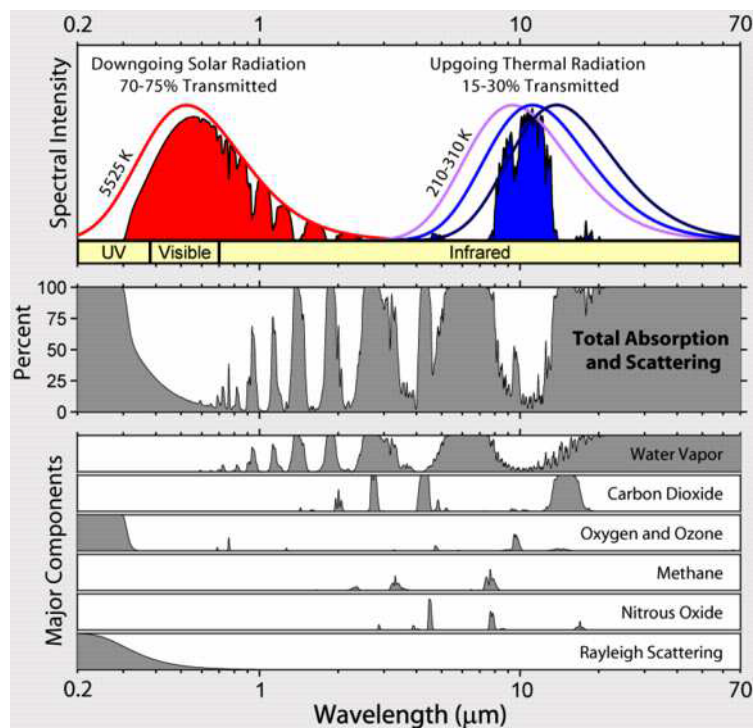 0.2 1 10 70
Downgoing Solar Radiation
70-75% Transmitted
Upgoing Thermal Radiation
15-30% Transmitted
Spectral Intensity
5525 K
210-310 K
UV Visible Infrared
Percent
100
75
50
25
0
Total Absorption
and Scattering
Major Components
Water Vapor
Carbon Dioxide
Oxygen and Ozone
Methane
Nitrous Oxide
Rayleigh Scattering
0.2 1 10 70
Wavelength (μm)